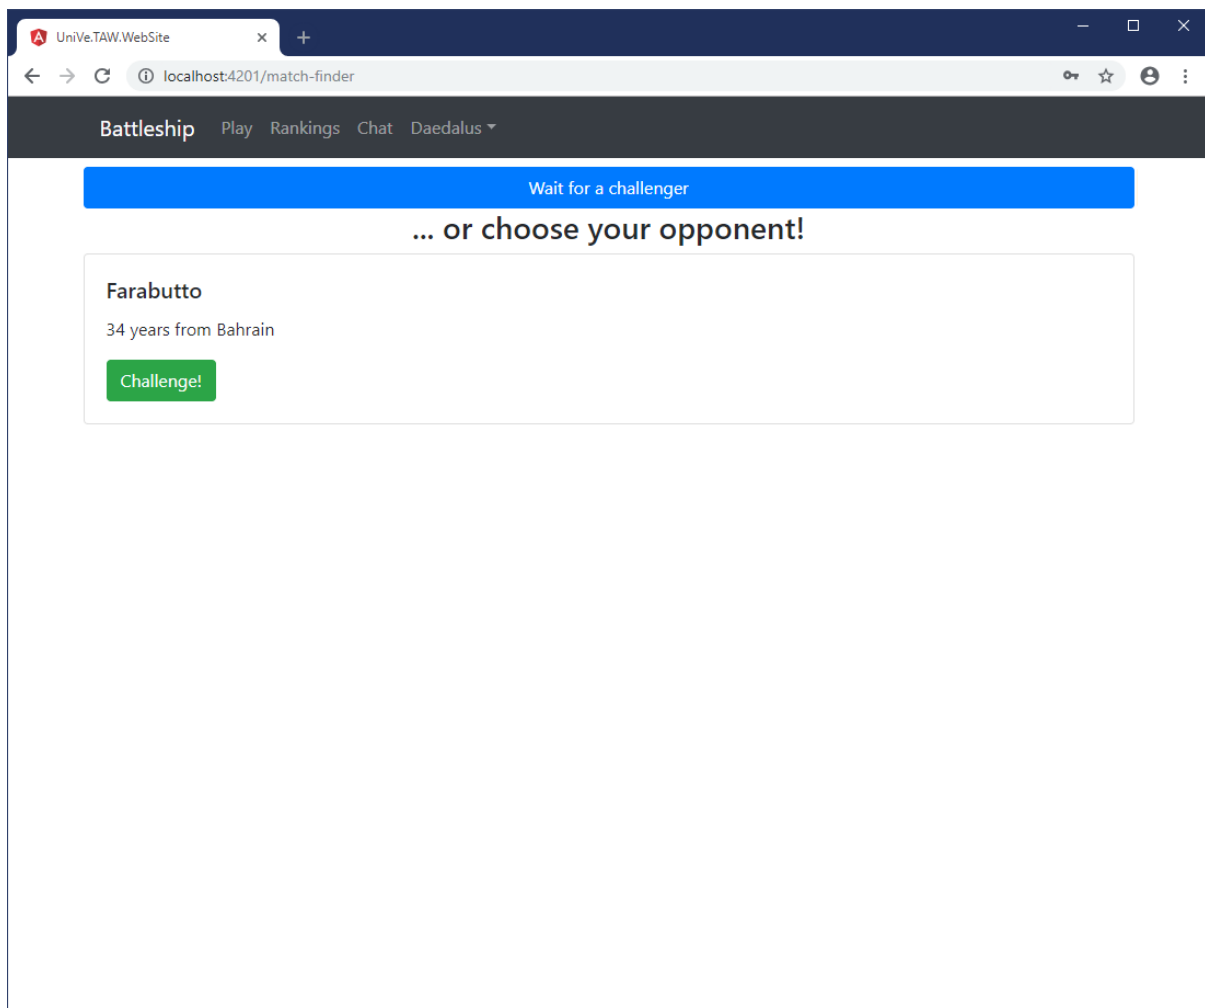 UniVe.TAW.WebSite
localhost:4201/match-finder
Battleship Play Rankings Chat Daedalus
Wait for a challenger
... or choose your opponent!
Farabutto
34 years from Bahrain
Challenge!